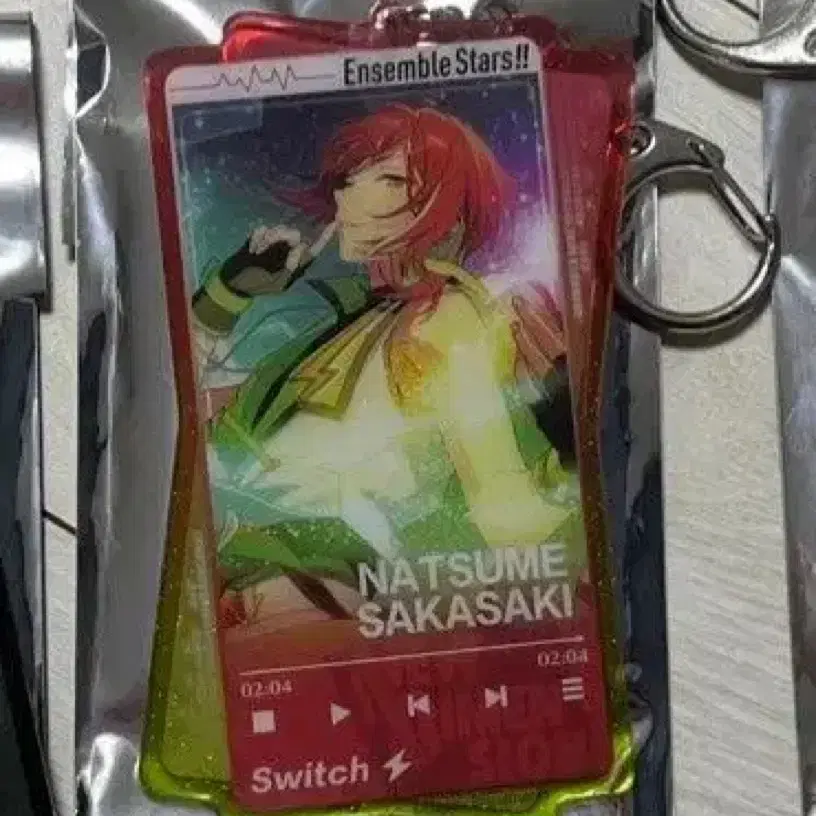 Ensemble Stars!!
NATSUME
SAKASAKI
02:04
02:04
Switch